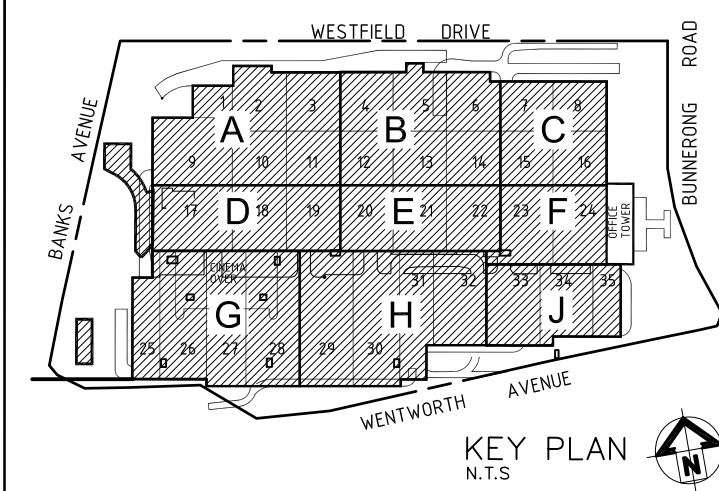 WESTFIELD DRIVE
BANKS AVENUE
BUNNERONG ROAD
1 2 3 4 5 6 7 8
A B C
9 10 11 12 13 14 15 16
D E F
17 18 19 20 21 22 23 24
OFFICE
TOWER
CINEMA
OVER
31 32 33 34 35
G H J
25 26 27 28 29 30
WENTWORTH AVENUE
KEY PLAN
N.T.S
N